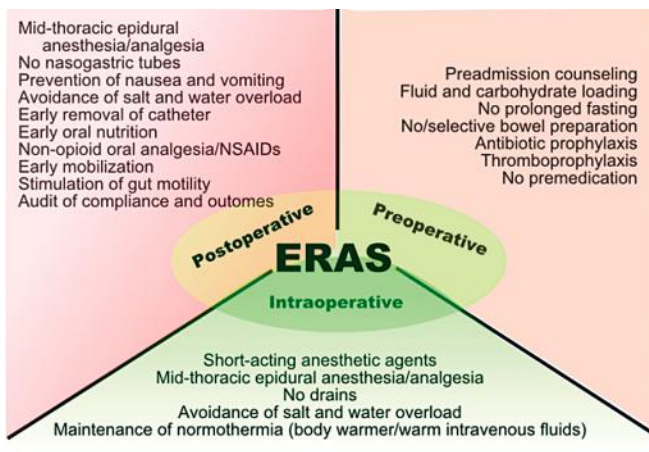 Mid-thoracic epidural
anesthesia/analgesia
No nasogastric tubes
Prevention of nausea and vomiting
Avoidance of salt and water overload
Early removal of catheter
Early oral nutrition
Non-opioid oral analgesia/NSAIDs
Early mobilization
Stimulation of gut motility
Audit of compliance and outcomes
Preadmission counseling
Fluid and carbohydrate loading
No prolonged fasting
No/selective bowel preparation
Antibiotic prophylaxis
Thromboprophylaxis
No premedication
Postoperative
Preoperative
ERAS
Intraoperative
Short-acting anesthetic agents
Mid-thoracic epidural anesthesia/analgesia
No drains
Avoidance of salt and water overload
Maintenance of normothermia (body warmer/warm intravenous fluids)